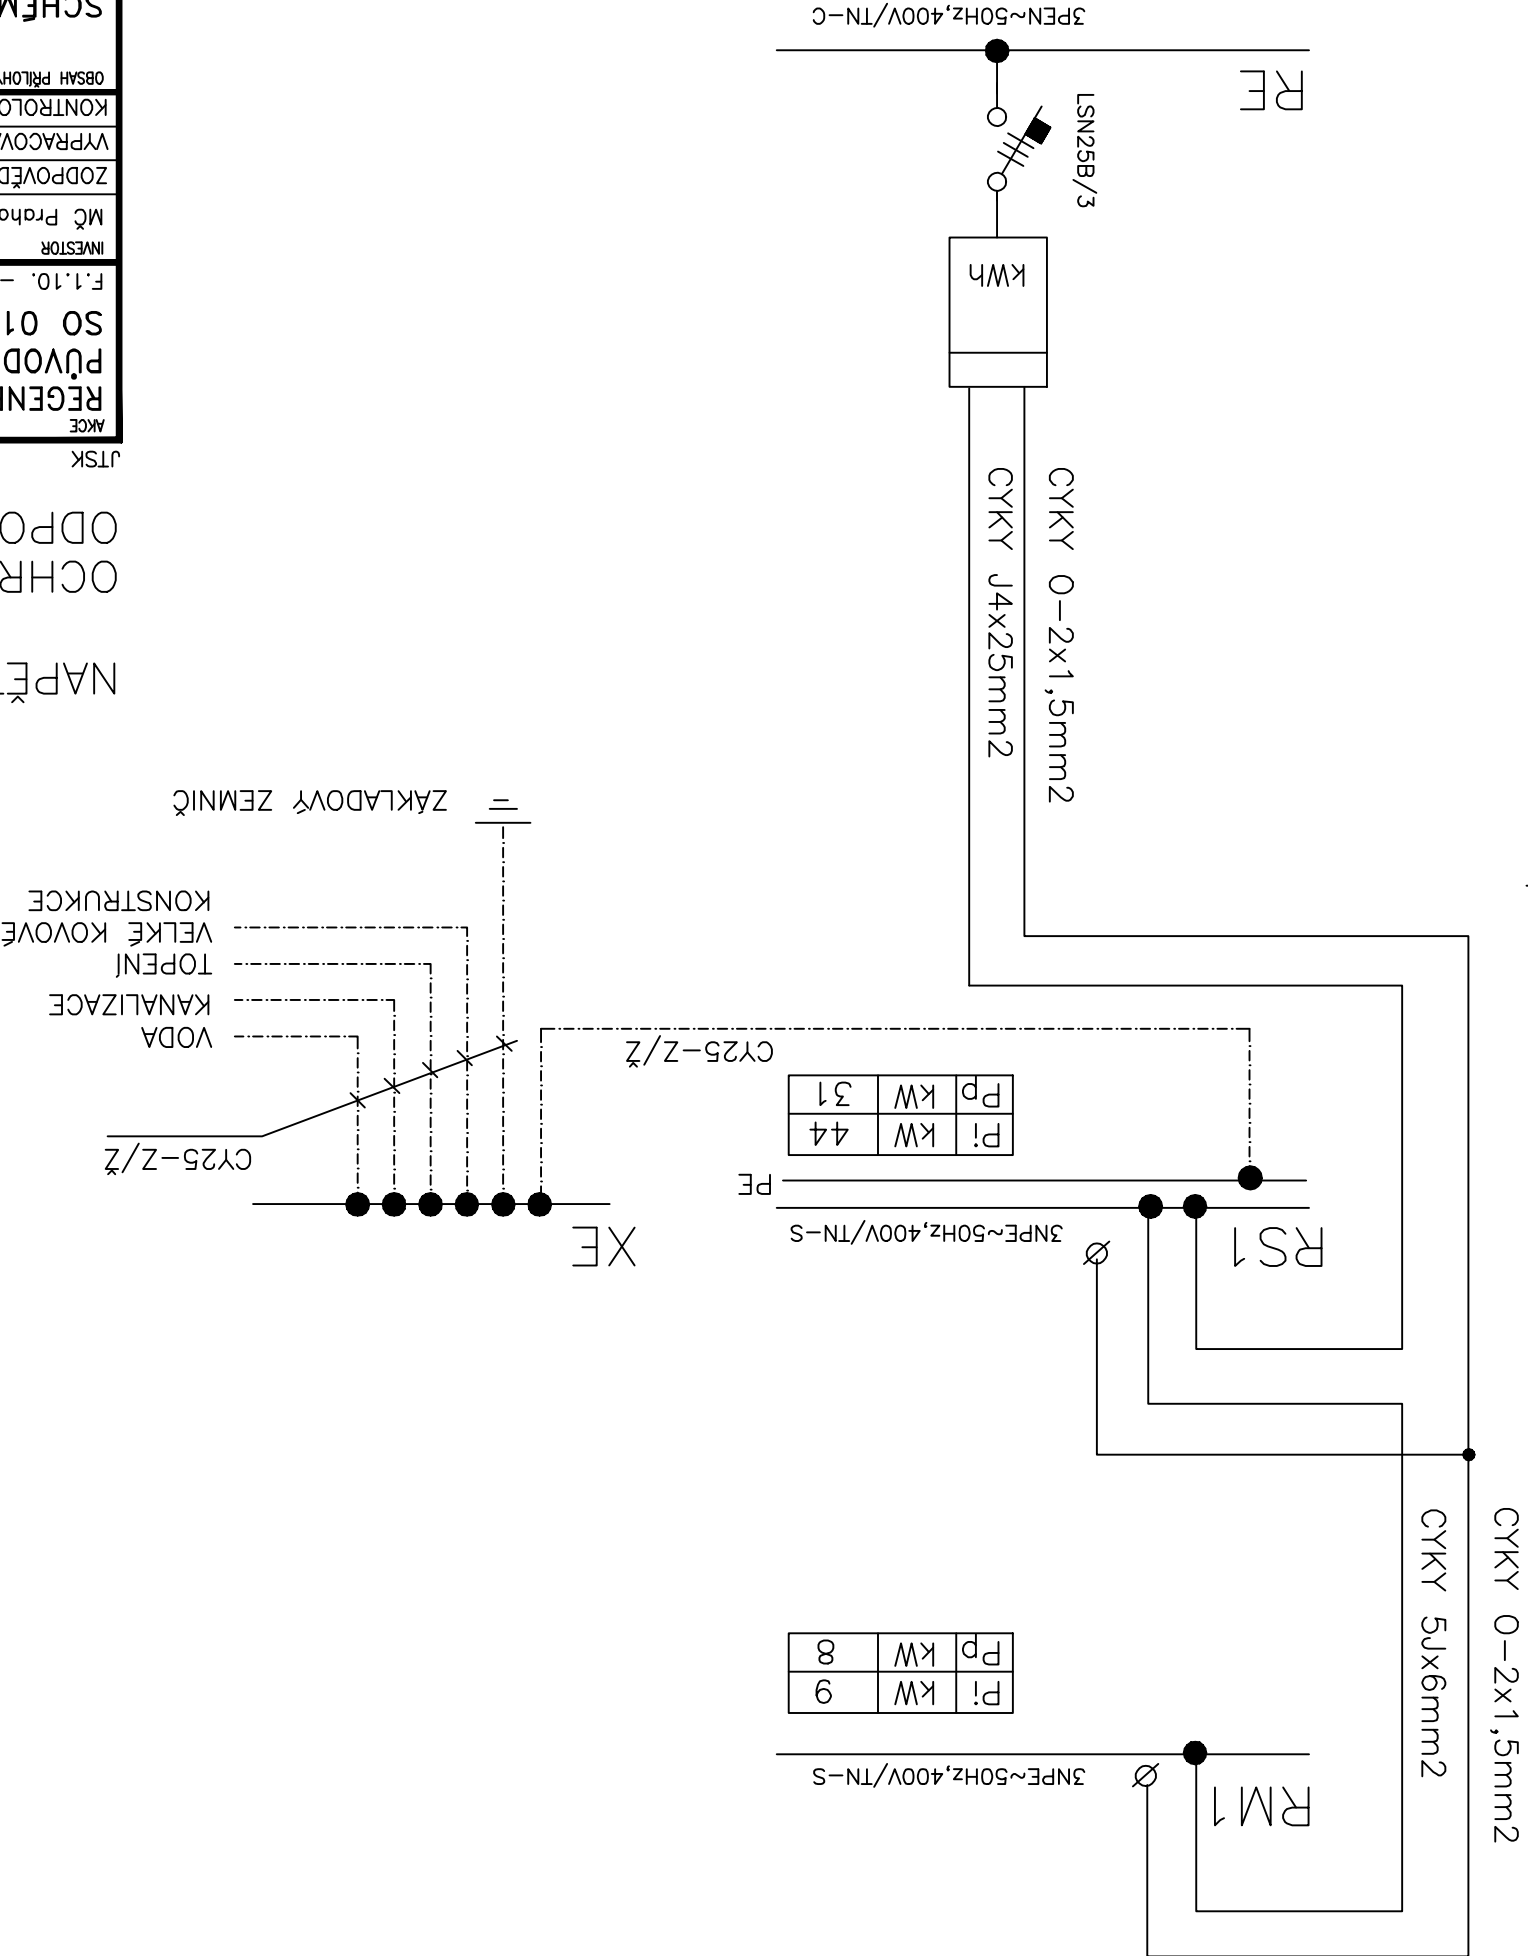 RM1
3NPE~50Hz,400V/TN-S
Pi kW 9
Pp kW 8
CYKY O-2x1,5mm2
CYKY 5Jx6mm2
RS1
3NPE~50Hz,400V/TN-S
PE
Pi kW 44
Pp kW 31
XE
CY25-Z/Ž
CY25-Z/Ž
VODA
KANALIZACE
TOPENÍ
VELKÉ KOVOVÉ
KONSTRUKCE
ZÁKLADOVÝ ZEMNIČ
CYKY O-2x1,5mm2
CYKY J4x25mm2
kWh
LSN25B/3
RE
3PEN~50Hz,400V/TN-C
NAPĚ
OCHR
ODPO
JTSK
AKCE
REGEN
PŮVOD
SO 01
F.1.10. –
INVESTOR
MČ Praha
ZODPOVĚD
VYPRACOV
KONTROLO
OBSAH PŘÍLOHY
SCHÉM